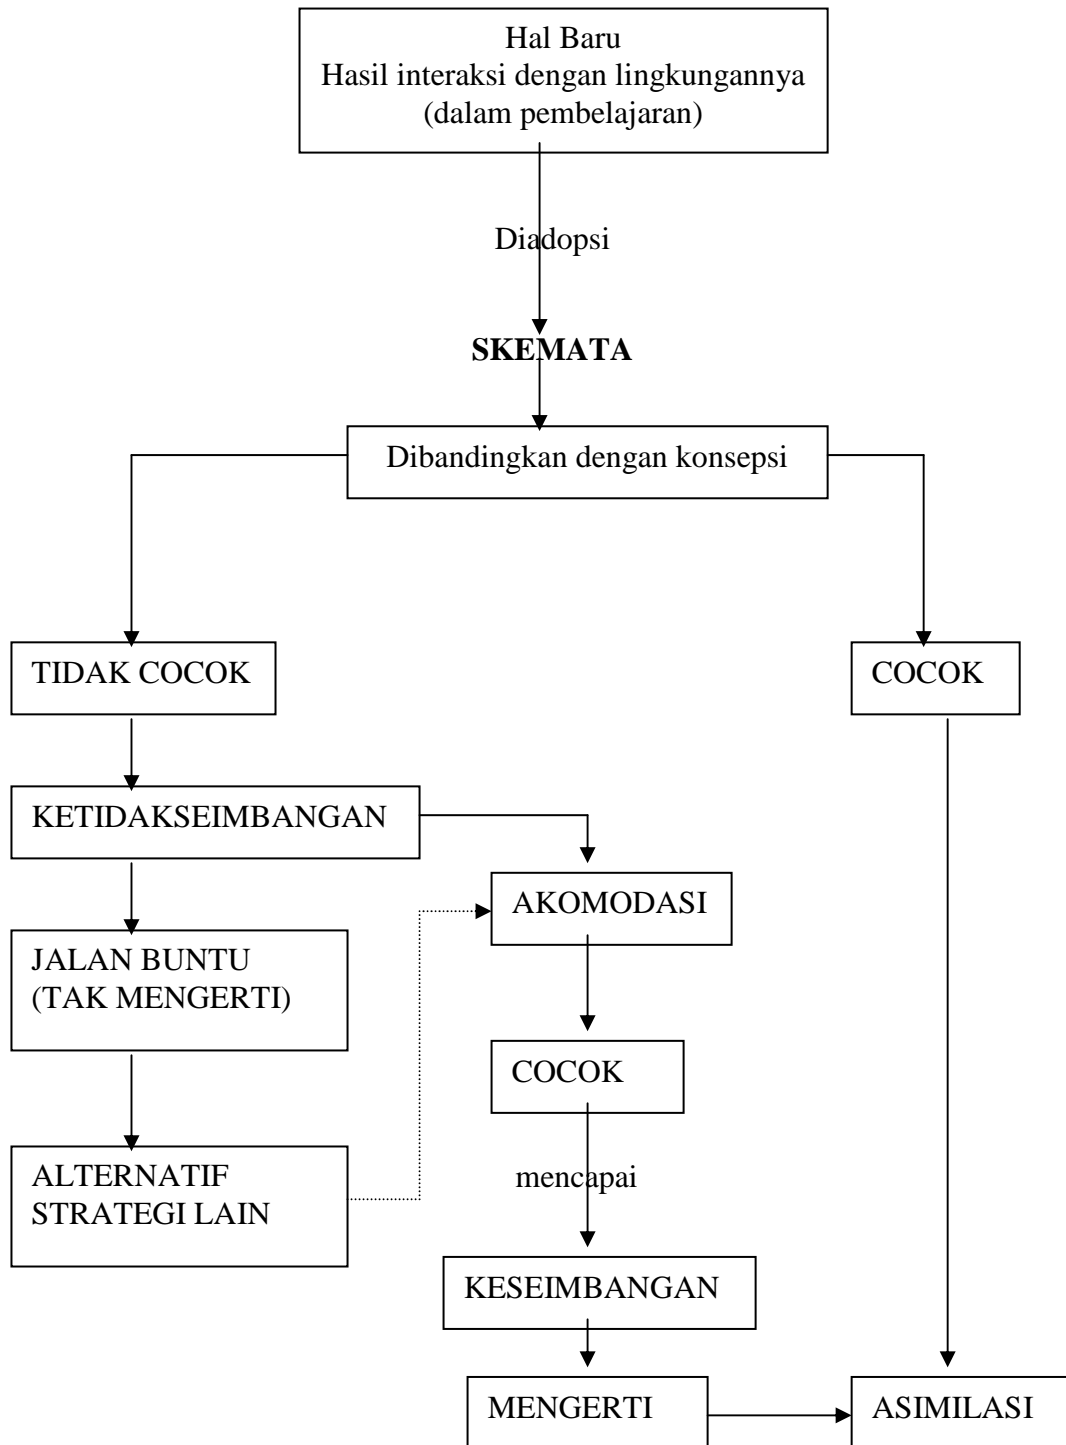 Hal Baru
Hasil interaksi dengan lingkungannya
(dalam pembelajaran)
Diadopsi
SKEMATA
Dibandingkan dengan konsepsi
TIDAK COCOK
COCOK
KETIDAKSEIMBANGAN
AKOMODASI
JALAN BUNTU
(TAK MENGERTI)
COCOK
ALTERNATIF
STRATEGI LAIN
mencapai
KESEIMBANGAN
MENGERTI
ASIMILASI